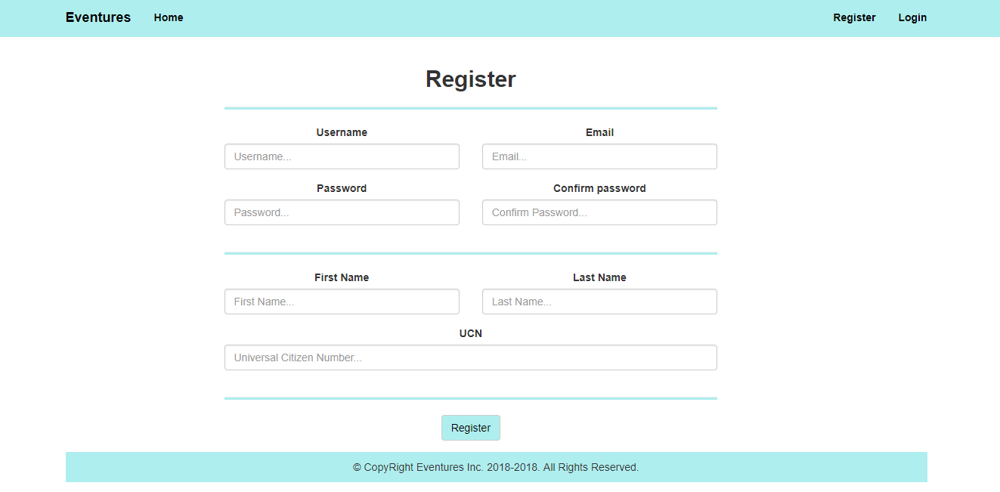 Eventures Home Register Login
Register
Username Email
Username... Email...
Password Confirm password
Password... Confirm Password...
First Name Last Name
First Name... Last Name...
UCN
Universal Citizen Number...
Register
© CopyRight Eventures Inc. 2018-2018. All Rights Reserved.